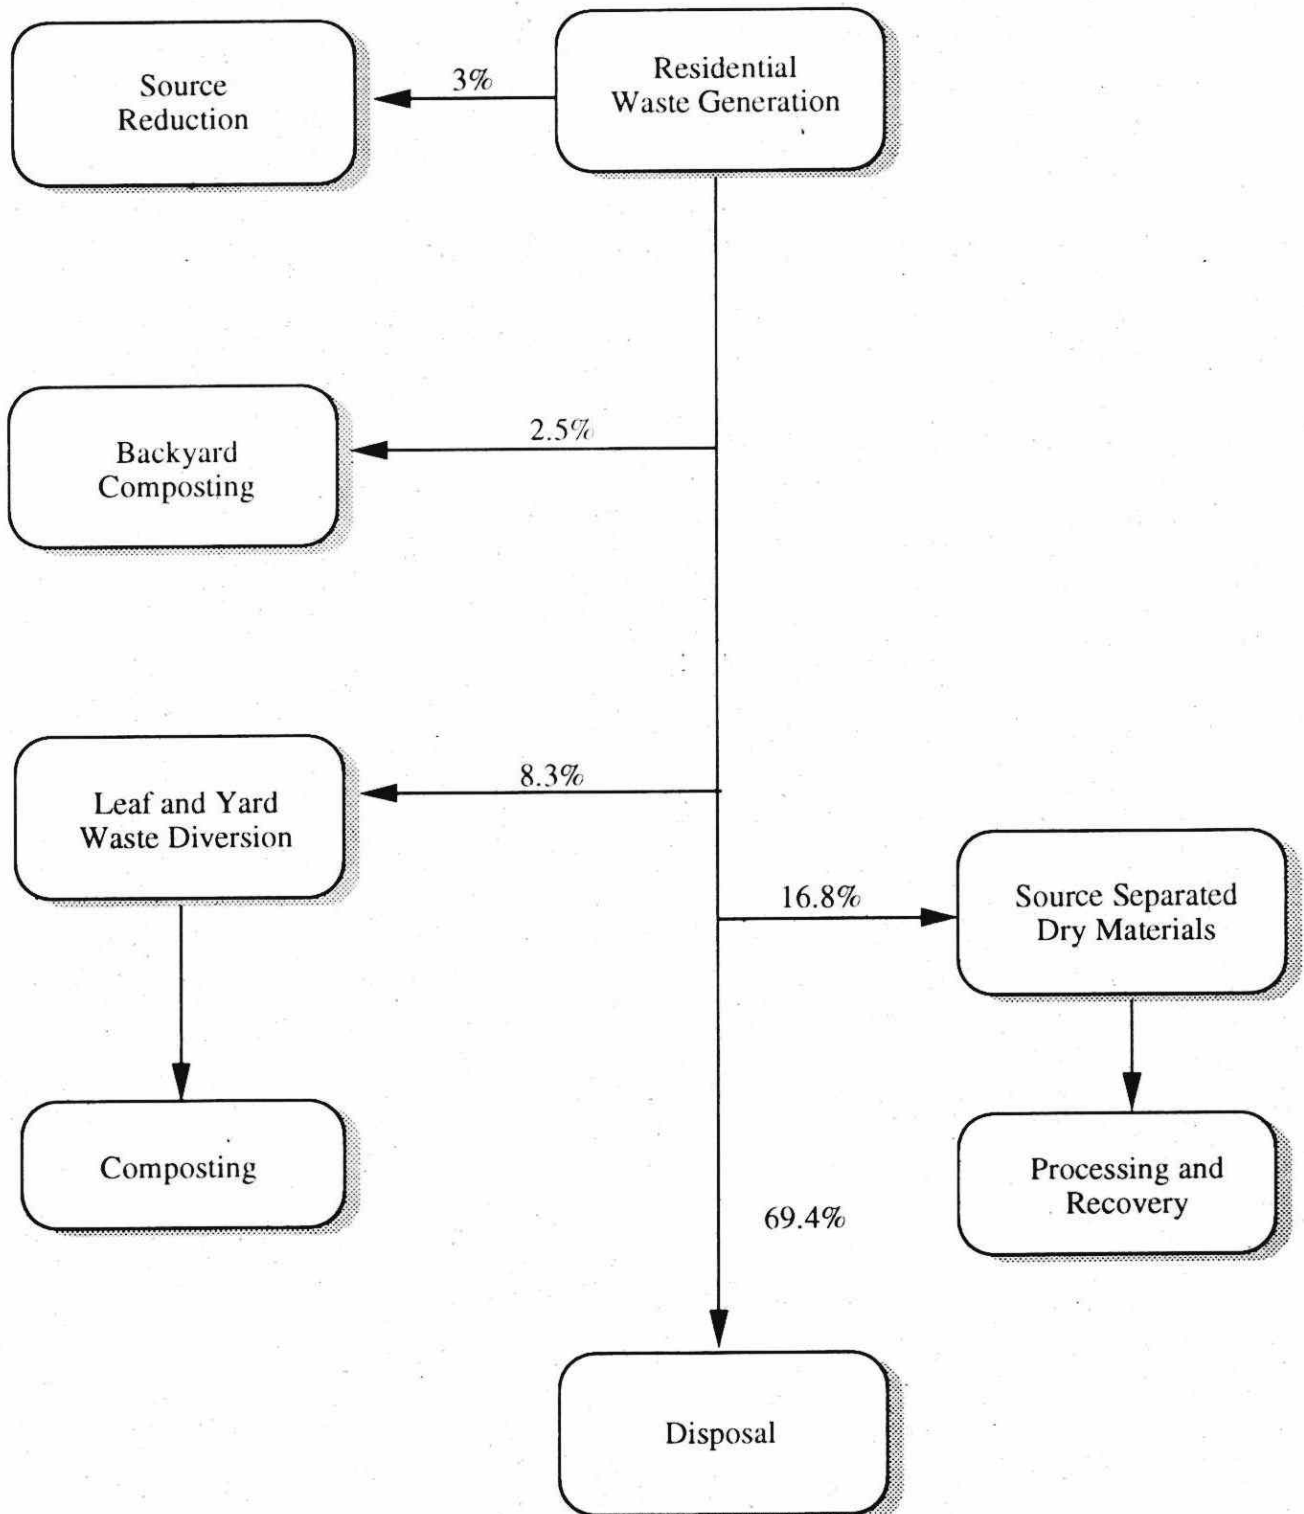 Source
Reduction
3%
Residential
Waste Generation
2.5%
Backyard
Composting
8.3%
Leaf and Yard
Waste Diversion
16.8%
Source Separated
Dry Materials
Composting
Processing and
Recovery
69.4%
Disposal